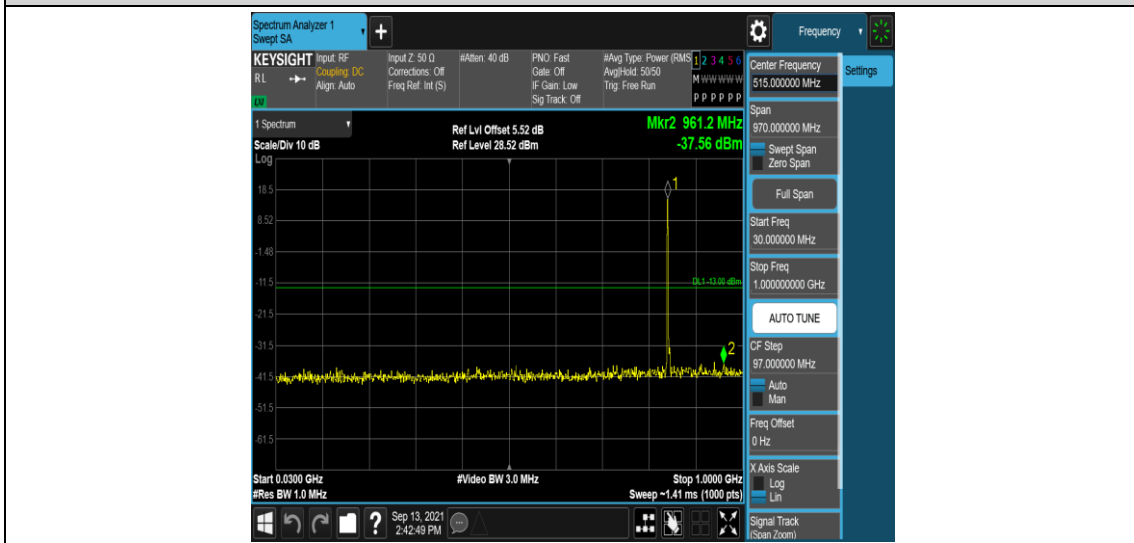 Spectrum Analyzer 1
Swept SA
+
Frequency
KEYSIGHT
RL
LXI
Input: RF
Coupling: DC
Align: Auto
Input Z: 50 Ω
Corrections: Off
Freq Ref: Int (S)
#Atten: 40 dB
PNO: Fast
Gate: Off
IF Gain: Low
Sig Track: Off
#Avg Type: Power (RMS
Avg|Hold: 50/50
Trig: Free Run
1 2 3 4 5 6
M W W W W W
P P P P P P
Center Frequency
515.000000 MHz
Settings
1 Spectrum
Scale/Div 10 dB
Log
Ref Lvl Offset 5.52 dB
Ref Level 28.52 dBm
Mkr2 961.2 MHz
-37.56 dBm
18.5
8.52
-1.48
-11.5
-21.5
-31.5
-41.5
-51.5
-61.5
1
DL1 -13.00 dBm
2
Start 0.0300 GHz
#Res BW 1.0 MHz
#Video BW 3.0 MHz
Stop 1.0000 GHz
Sweep ~1.41 ms (1000 pts)
Span
970.000000 MHz
Swept Span
Zero Span
Full Span
Start Freq
30.000000 MHz
Stop Freq
1.000000000 GHz
AUTO TUNE
CF Step
97.000000 MHz
Auto
Man
Freq Offset
0 Hz
X Axis Scale
Log
Lin
Signal Track
(Span Zoom)
?
Sep 13, 2021
2:42:49 PM